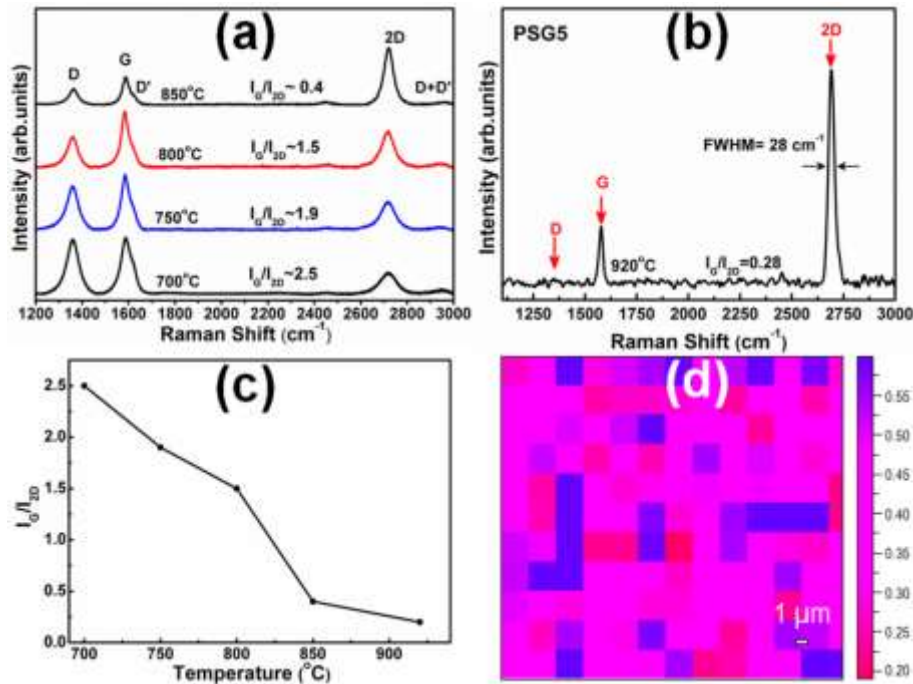 (a)
2D
D
G
D'
850°C
I_G/I_2D~ 0.4
D+D'
800°C
I_G/I_2D~1.5
750°C
I_G/I_2D~1.9
700°C
I_G/I_2D~2.5
Intensity (arb.units)
1200 1400 1600 1800 2000 2200 2400 2600 2800 3000
Raman Shift (cm⁻¹)
PSG5
(b)
2D
FWHM= 28 cm⁻¹
G
D
920°C
I_G/I_2D=0.28
Intensity (arb.units)
1250 1500 1750 2000 2250 2500 2750 3000
Raman Shift (cm⁻¹)
(c)
2.5
2.0
1.5
1.0
0.5
0.0
I_G/I_2D
700 750 800 850 900
Temperature (°C)
(d)
1 μm
0.55
0.50
0.45
0.40
0.35
0.30
0.25
0.20